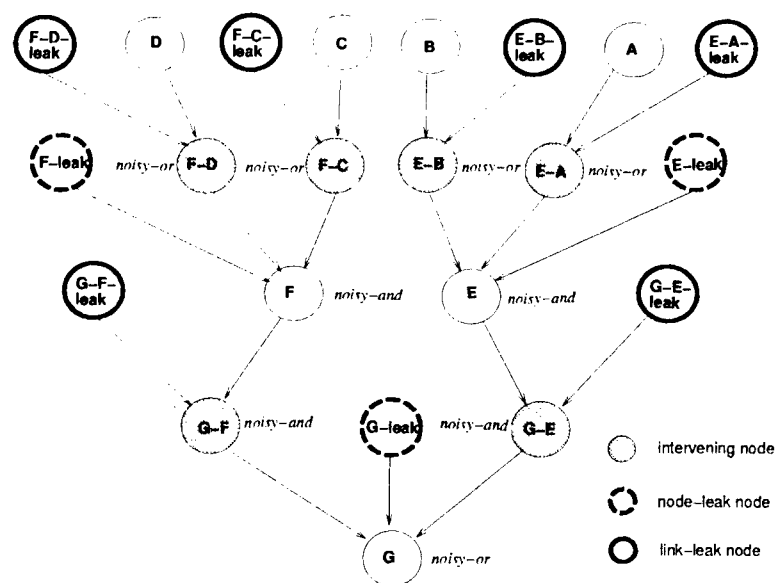 F–D–
leak
D
F–C–
leak
C
B
E–B–
leak
A
E–A–
leak
F–leak
noisy–or
F–D
noisy–or
F–C
E–B
noisy–or
E–A
noisy–or
E–leak
G–F–
leak
F
noisy–and
E
noisy–and
G–E–
leak
G–F
noisy–and
G–leak
noisy–and
G–E
intervening node
node–leak node
link–leak node
G
noisy–or